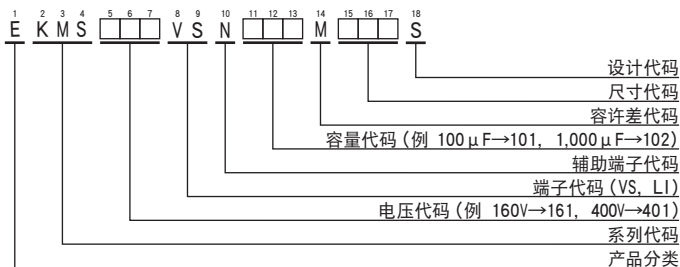 1 2 3 4 5 6 7 8 9 10 11 12 13 14 15 16 17 18
E KMS □□□ VS N □□□ M □□□ S
设计代码
尺寸代码
容许差代码
容量代码（例 100μF→101, 1,000μF→102）
辅助端子代码
端子代码（VS, LI）
电压代码（例 160V→161, 400V→401）
系列代码
产品分类